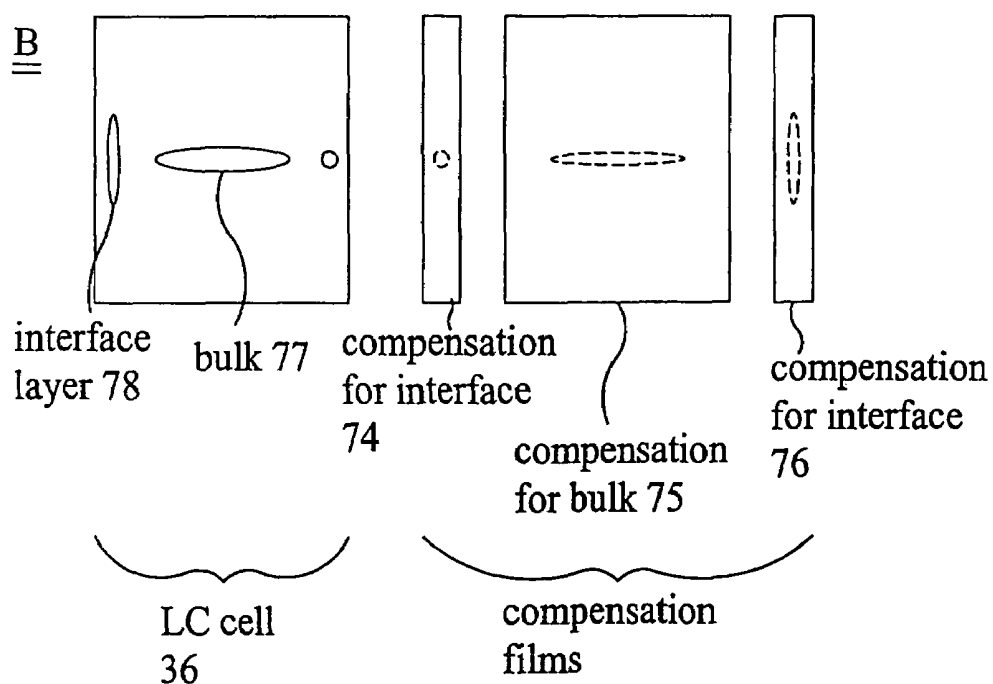 B
interface
layer 78
bulk 77
compensation
for interface
74
compensation
for bulk 75
compensation
for interface
76
LC cell
36
compensation
films